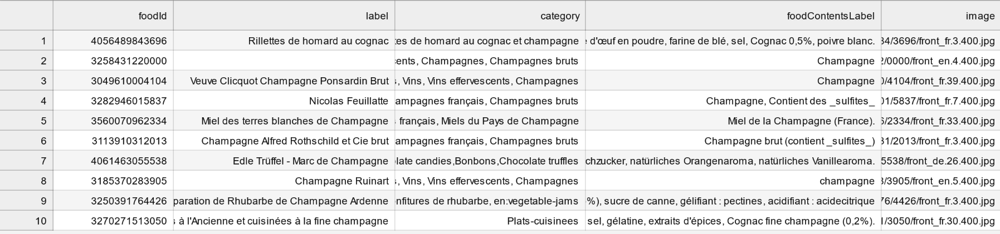 foodId label category foodContentsLabel image
1 4056489843696 Rillettes de homard au cognac de homard au cognac et champagne d'œuf en poudre, farine de blé, sel, Cognac 0,5%, poivre blanc. /3696/front_fr.3.400.jpg
2 3258431220000 Champagnes, Champagnes bruts Champagne /0000/front_en.4.400.jpg
3 3049610004104 Veuve Clicquot Champagne Ponsardin Brut Vins, Vins effervescents, Champagnes Champagne /4104/front_fr.39.400.jpg
4 3282946015837 Nicolas Feuillatte ampagnes français, Champagnes bruts Champagne, Contient des _sulfites_ 01/5837/front_fr.7.400.jpg
5 3560070962334 Miel des terres blanches de Champagne français, Miels du Pays de Champagne Miel de la Champagne (France). /2334/front_fr.33.400.jpg
6 3113910312013 Champagne Alfred Rothschild et Cie brut ampagnes français, Champagnes bruts Champagne brut (contient _sulfites_) 31/2013/front_fr.3.400.jpg
7 4061463055538 Edle Trüffel - Marc de Champagne late candies,Bonbons,Chocolate truffles chzucker, natürliches Orangenaroma, natürliches Vanillearoma. 5538/front_de.26.400.jpg
8 3185370283905 Champagne Ruinart Vins, Vins effervescents, Champagnes champagne /3905/front_en.5.400.jpg
9 3250391764426 paration de Rhubarbe de Champagne Ardenne nfitures de rhubarbe, en:vegetable-jams %), sucre de canne, gélifiant : pectines, acidifiant : acidecitrique 76/4426/front_fr.3.400.jpg
10 3270271513050 à l'Ancienne et cuisinées à la fine champagne Plats-cuisinees sel, gélatine, extraits d'épices, Cognac fine champagne (0,2%). /3050/front_fr.30.400.jpg